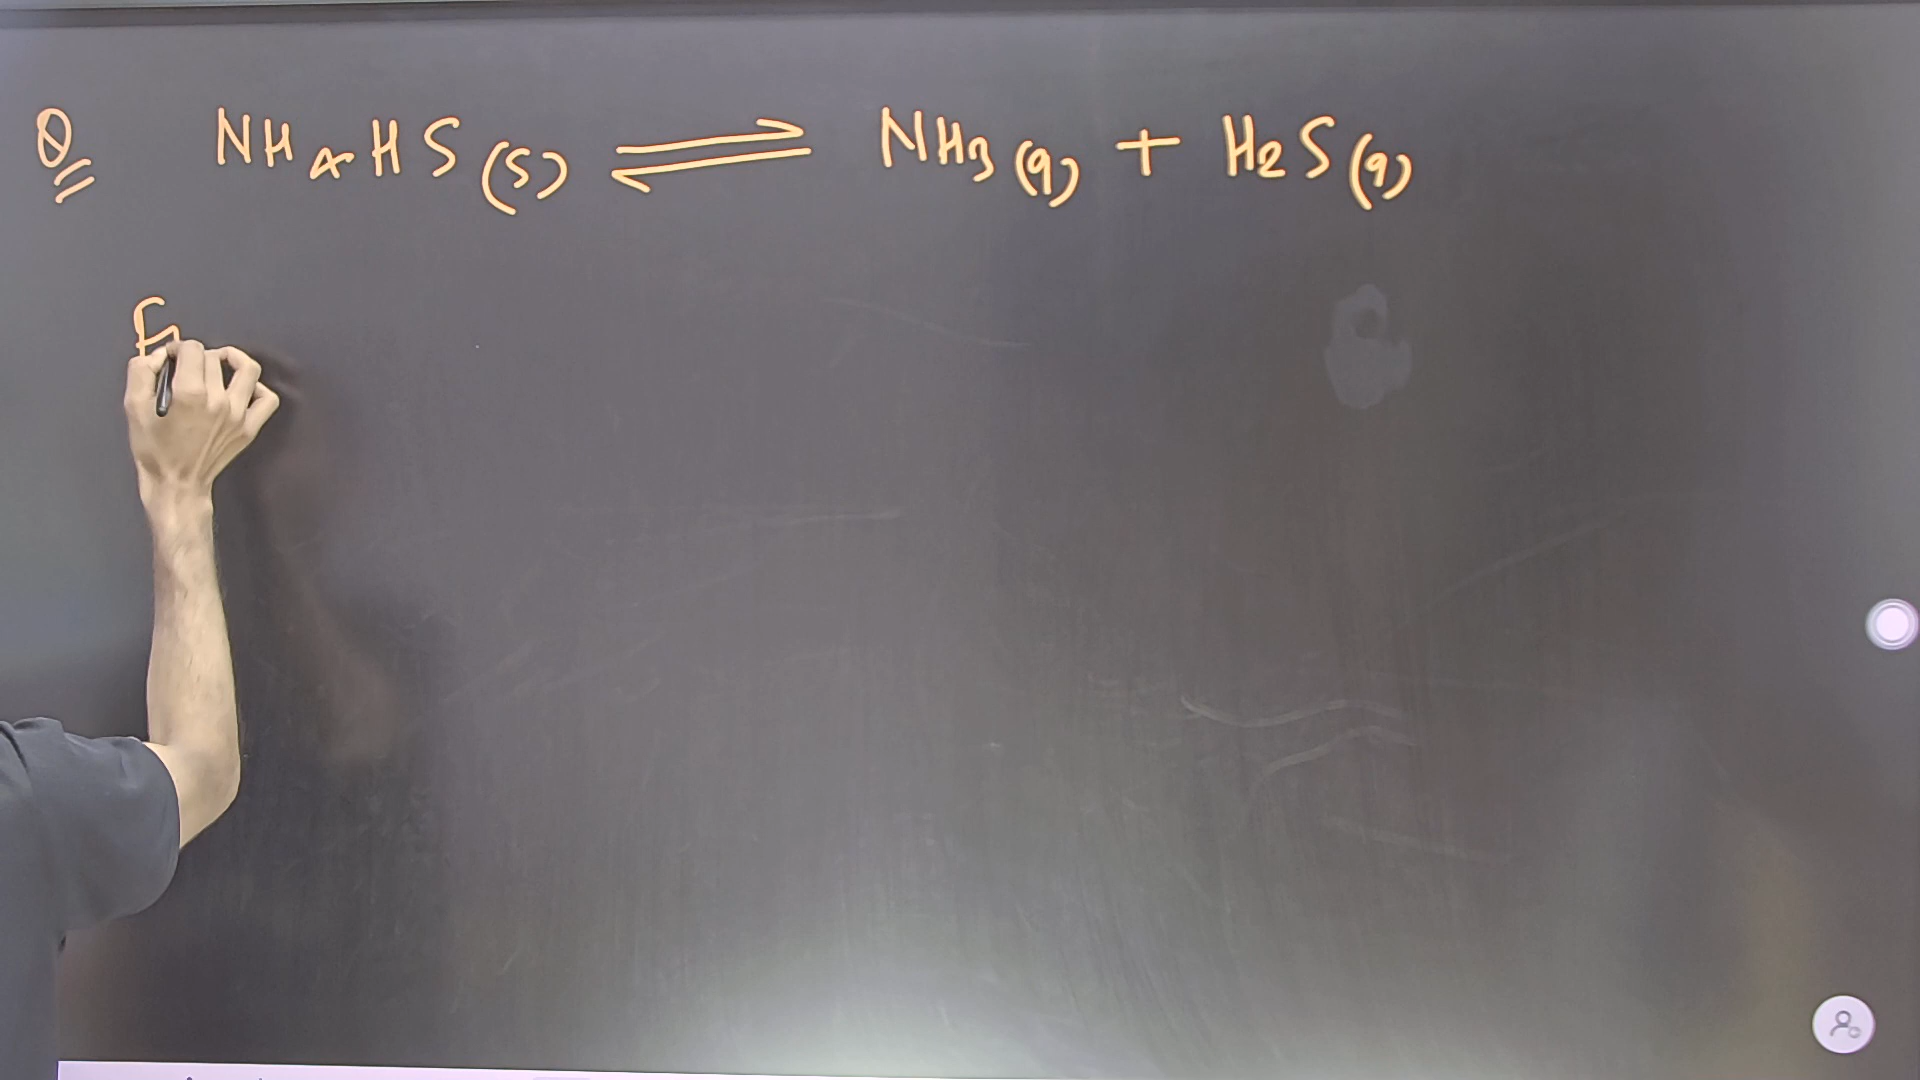 Q NH4HS(s) ⇌ NH3(g) + H2S(g)